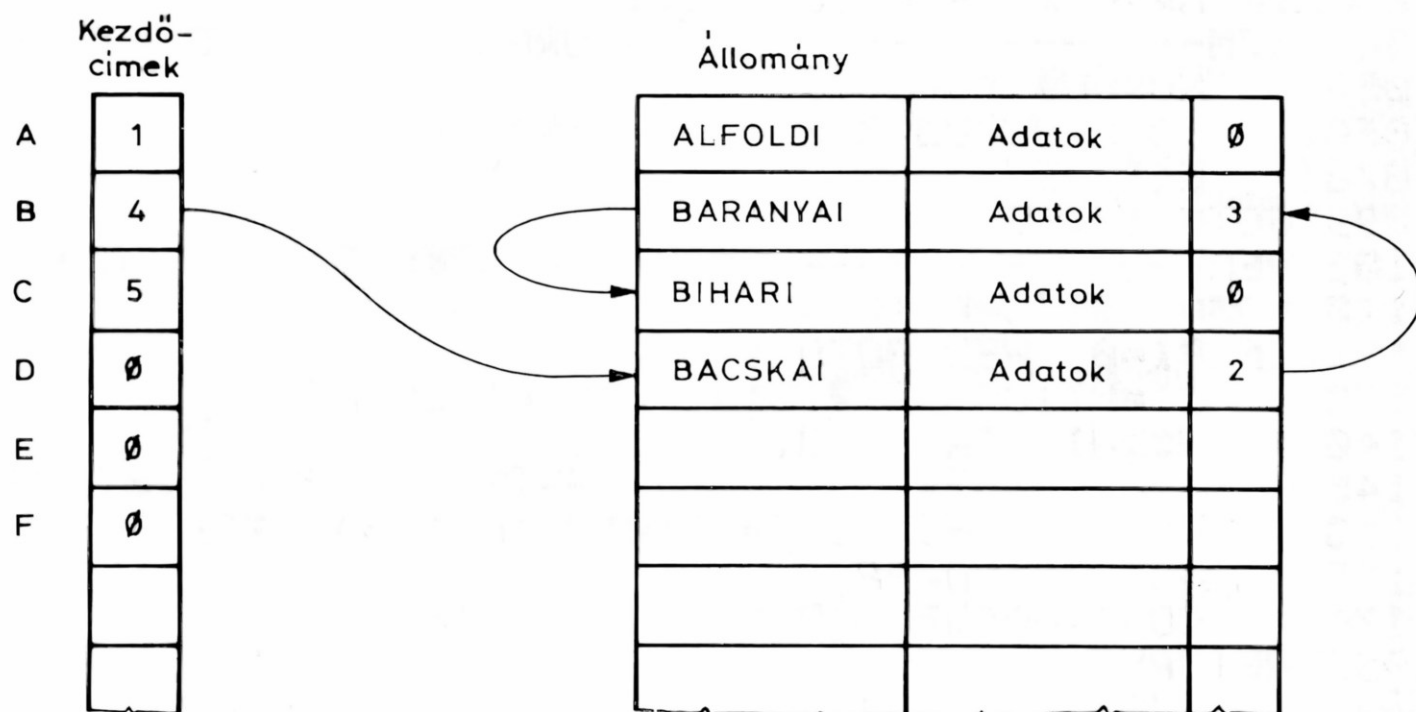 Kezdő-
címek
Állomány
A 1 ALFOLDI Adatok Ø
B 4 BARANYAI Adatok 3
C 5 BIHARI Adatok Ø
D Ø BACSKAI Adatok 2
E Ø
F Ø